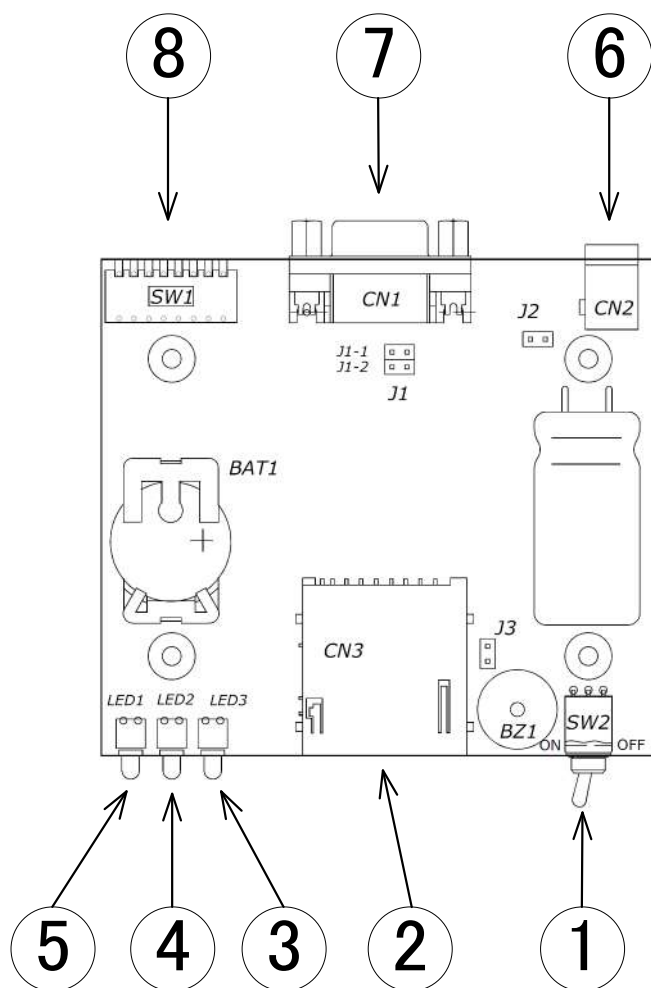 8 7 6
SW1
CN1
CN2
J2
J1-1
J1-2
J1
BAT1
CN3
J3
LED1 LED2 LED3
BZ1
SW2
ON OFF
5 4 3 2 1